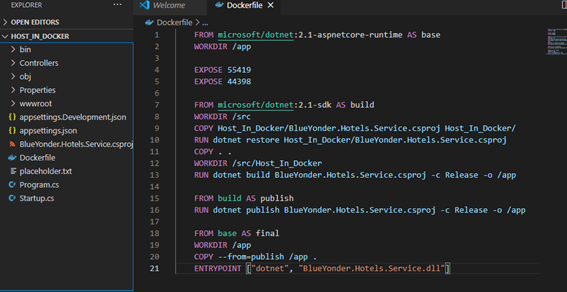 EXPLORER
...
Welcome
Dockerfile
OPEN EDITORS
HOST_IN_DOCKER
bin
Controllers
obj
Properties
wwwroot
appsettings.Development.json
appsettings.json
BlueYonder.Hotels.Service.csproj
Dockerfile
placeholder.txt
Program.cs
Startup.cs
Dockerfile > ...
1 FROM microsoft/dotnet:2.1-aspnetcore-runtime AS base
2 WORKDIR /app
3
4 EXPOSE 55419
5 EXPOSE 44398
6
7 FROM microsoft/dotnet:2.1-sdk AS build
8 WORKDIR /src
9 COPY Host_In_Docker/BlueYonder.Hotels.Service.csproj Host_In_Docker/
10 RUN dotnet restore Host_In_Docker/BlueYonder.Hotels.Service.csproj
11 COPY . .
12 WORKDIR /src/Host_In_Docker
13 RUN dotnet build BlueYonder.Hotels.Service.csproj -c Release -o /app
14
15 FROM build AS publish
16 RUN dotnet publish BlueYonder.Hotels.Service.csproj -c Release -o /app
17
18 FROM base AS final
19 WORKDIR /app
20 COPY --from=publish /app .
21 ENTRYPOINT ["dotnet", "BlueYonder.Hotels.Service.dll"]